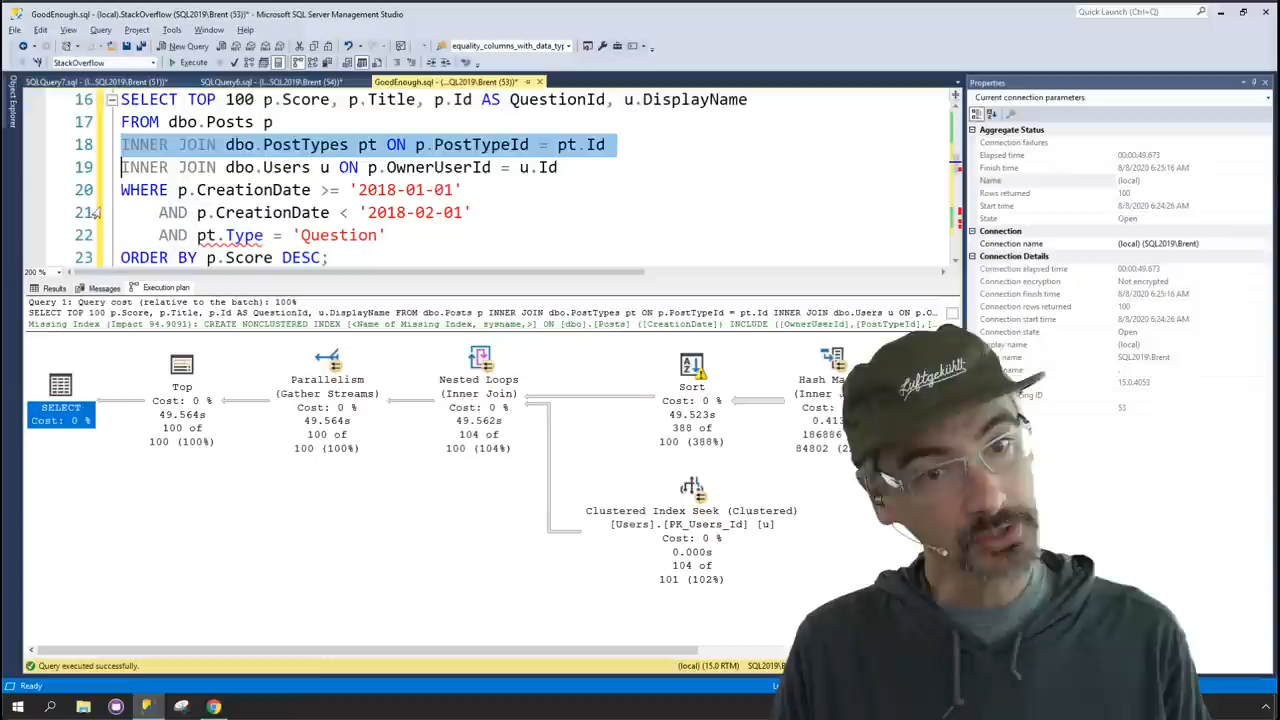 GoodEnough.sql - (local).StackOverflow (SQL2019\Brent (53))* - Microsoft SQL Server Management Studio
Quick Launch (Ctrl+Q)
File Edit View Query Project Tools Window Help
New Query
equality_columns_with_data_typ
StackOverflow
Execute
Object Explorer
SQLQuery7.sql - (l...SQL2019\Brent (51))*
SQLQuery6.sql - (l...SQL2019\Brent (54))*
GoodEnough.sql - (...QL2019\Brent (53))*
16 SELECT TOP 100 p.Score, p.Title, p.Id AS QuestionId, u.DisplayName
17 FROM dbo.Posts p
18 INNER JOIN dbo.PostTypes pt ON p.PostTypeId = pt.Id
19 INNER JOIN dbo.Users u ON p.OwnerUserId = u.Id
20 WHERE p.CreationDate >= '2018-01-01'
21 AND p.CreationDate < '2018-02-01'
22 AND pt.Type = 'Question'
23 ORDER BY p.Score DESC;
200 %
Results Messages Execution plan
Query 1: Query cost (relative to the batch): 100%
SELECT TOP 100 p.Score, p.Title, p.Id AS QuestionId, u.DisplayName FROM dbo.Posts p INNER JOIN dbo.PostTypes pt ON p.PostTypeId = pt.Id INNER JOIN dbo.Users u ON p.O…
Missing Index (Impact 94.9091): CREATE NONCLUSTERED INDEX [<Name of Missing Index, sysname,>] ON [dbo].[Posts] ([CreationDate]) INCLUDE ([OwnerUserId],[PostTypeId],[…
SELECT
Cost: 0 %
Top
Cost: 0 %
49.564s
100 of
100 (100%)
Parallelism
(Gather Streams)
Cost: 0 %
49.564s
100 of
100 (100%)
Nested Loops
(Inner Join)
Cost: 0 %
49.562s
104 of
100 (104%)
Sort
Cost: 0 %
49.523s
388 of
100 (388%)
Hash Ma
(Inner
Cost:
0.413
186886
84802 (2
Clustered Index Seek (Clustered)
[Users].[PK_Users_Id] [u]
Cost: 0 %
0.000s
104 of
101 (102%)
Luftgekühlt
Properties
Current connection parameters
Aggregate Status
Connection failures
Elapsed time 00:00:49.673
Finish time 8/8/2020 6:25:16 AM
Name (local)
Rows returned 100
Start time 8/8/2020 6:24:26 AM
State Open
Connection
Connection name (local) (SQL2019\Brent)
Connection Details
Connection elapsed time 00:00:49.673
Connection encryption Not encrypted
Connection finish time 8/8/2020 6:25:16 AM
Connection rows returned 100
Connection start time 8/8/2020 6:24:26 AM
Connection state Open
Display name (local)
name SQL2019\Brent
name
15.0.4053
ing ID 53
Query executed successfully.
(local) (15.0 RTM)
SQL2019\B
Ready